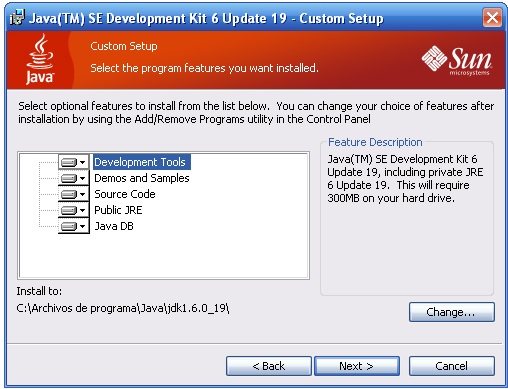 Java(TM) SE Development Kit 6 Update 19 - Custom Setup
Java
Custom Setup
Select the program features you want installed.
Sun
microsystems
Select optional features to install from the list below. You can change your choice of features after
installation by using the Add/Remove Programs utility in the Control Panel
Development Tools
Demos and Samples
Source Code
Public JRE
Java DB
Feature Description
Java(TM) SE Development Kit 6
Update 19, including private JRE
6 Update 19. This will require
300MB on your hard drive.
Install to:
C:\Archivos de programa\Java\jdk1.6.0_19\
Change...
< Back
Next >
Cancel